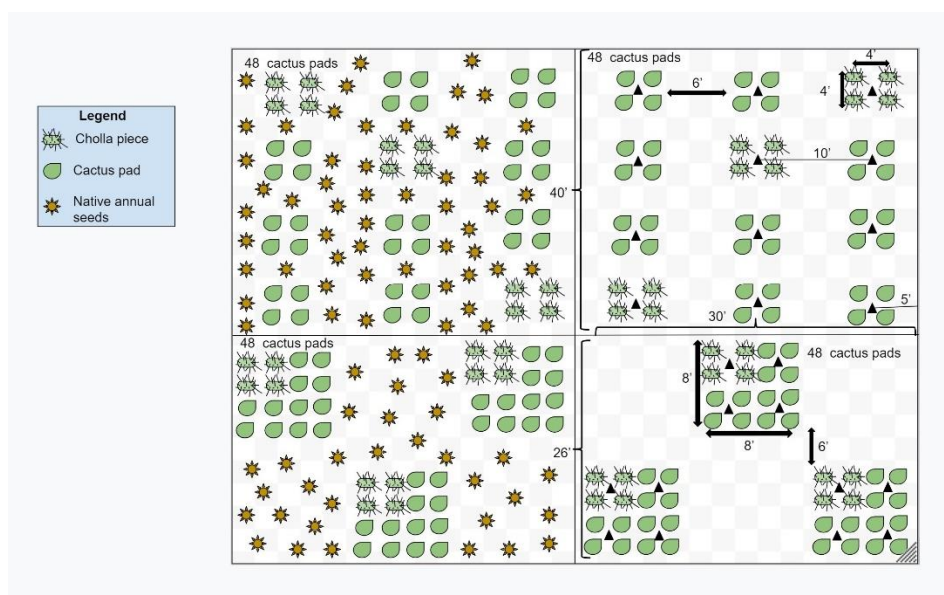 Legend
Cholla piece
Cactus pad
Native annual
seeds
48 cactus pads
48 cactus pads
4'
4'
6'
10'
40'
5'
30'
48 cactus pads
48 cactus pads
8'
8'
6'
26'